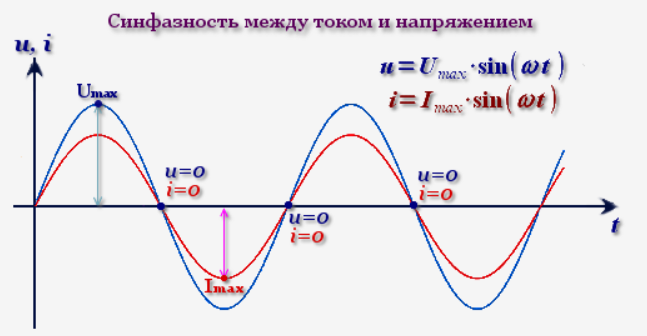 Синфазность между током и напряжением
u, i
u=Umax·sin(ωt)
i=Imax·sin(ωt)
Umax
u=0
i=0
u=0
i=0
u=0
i=0
t
Imax